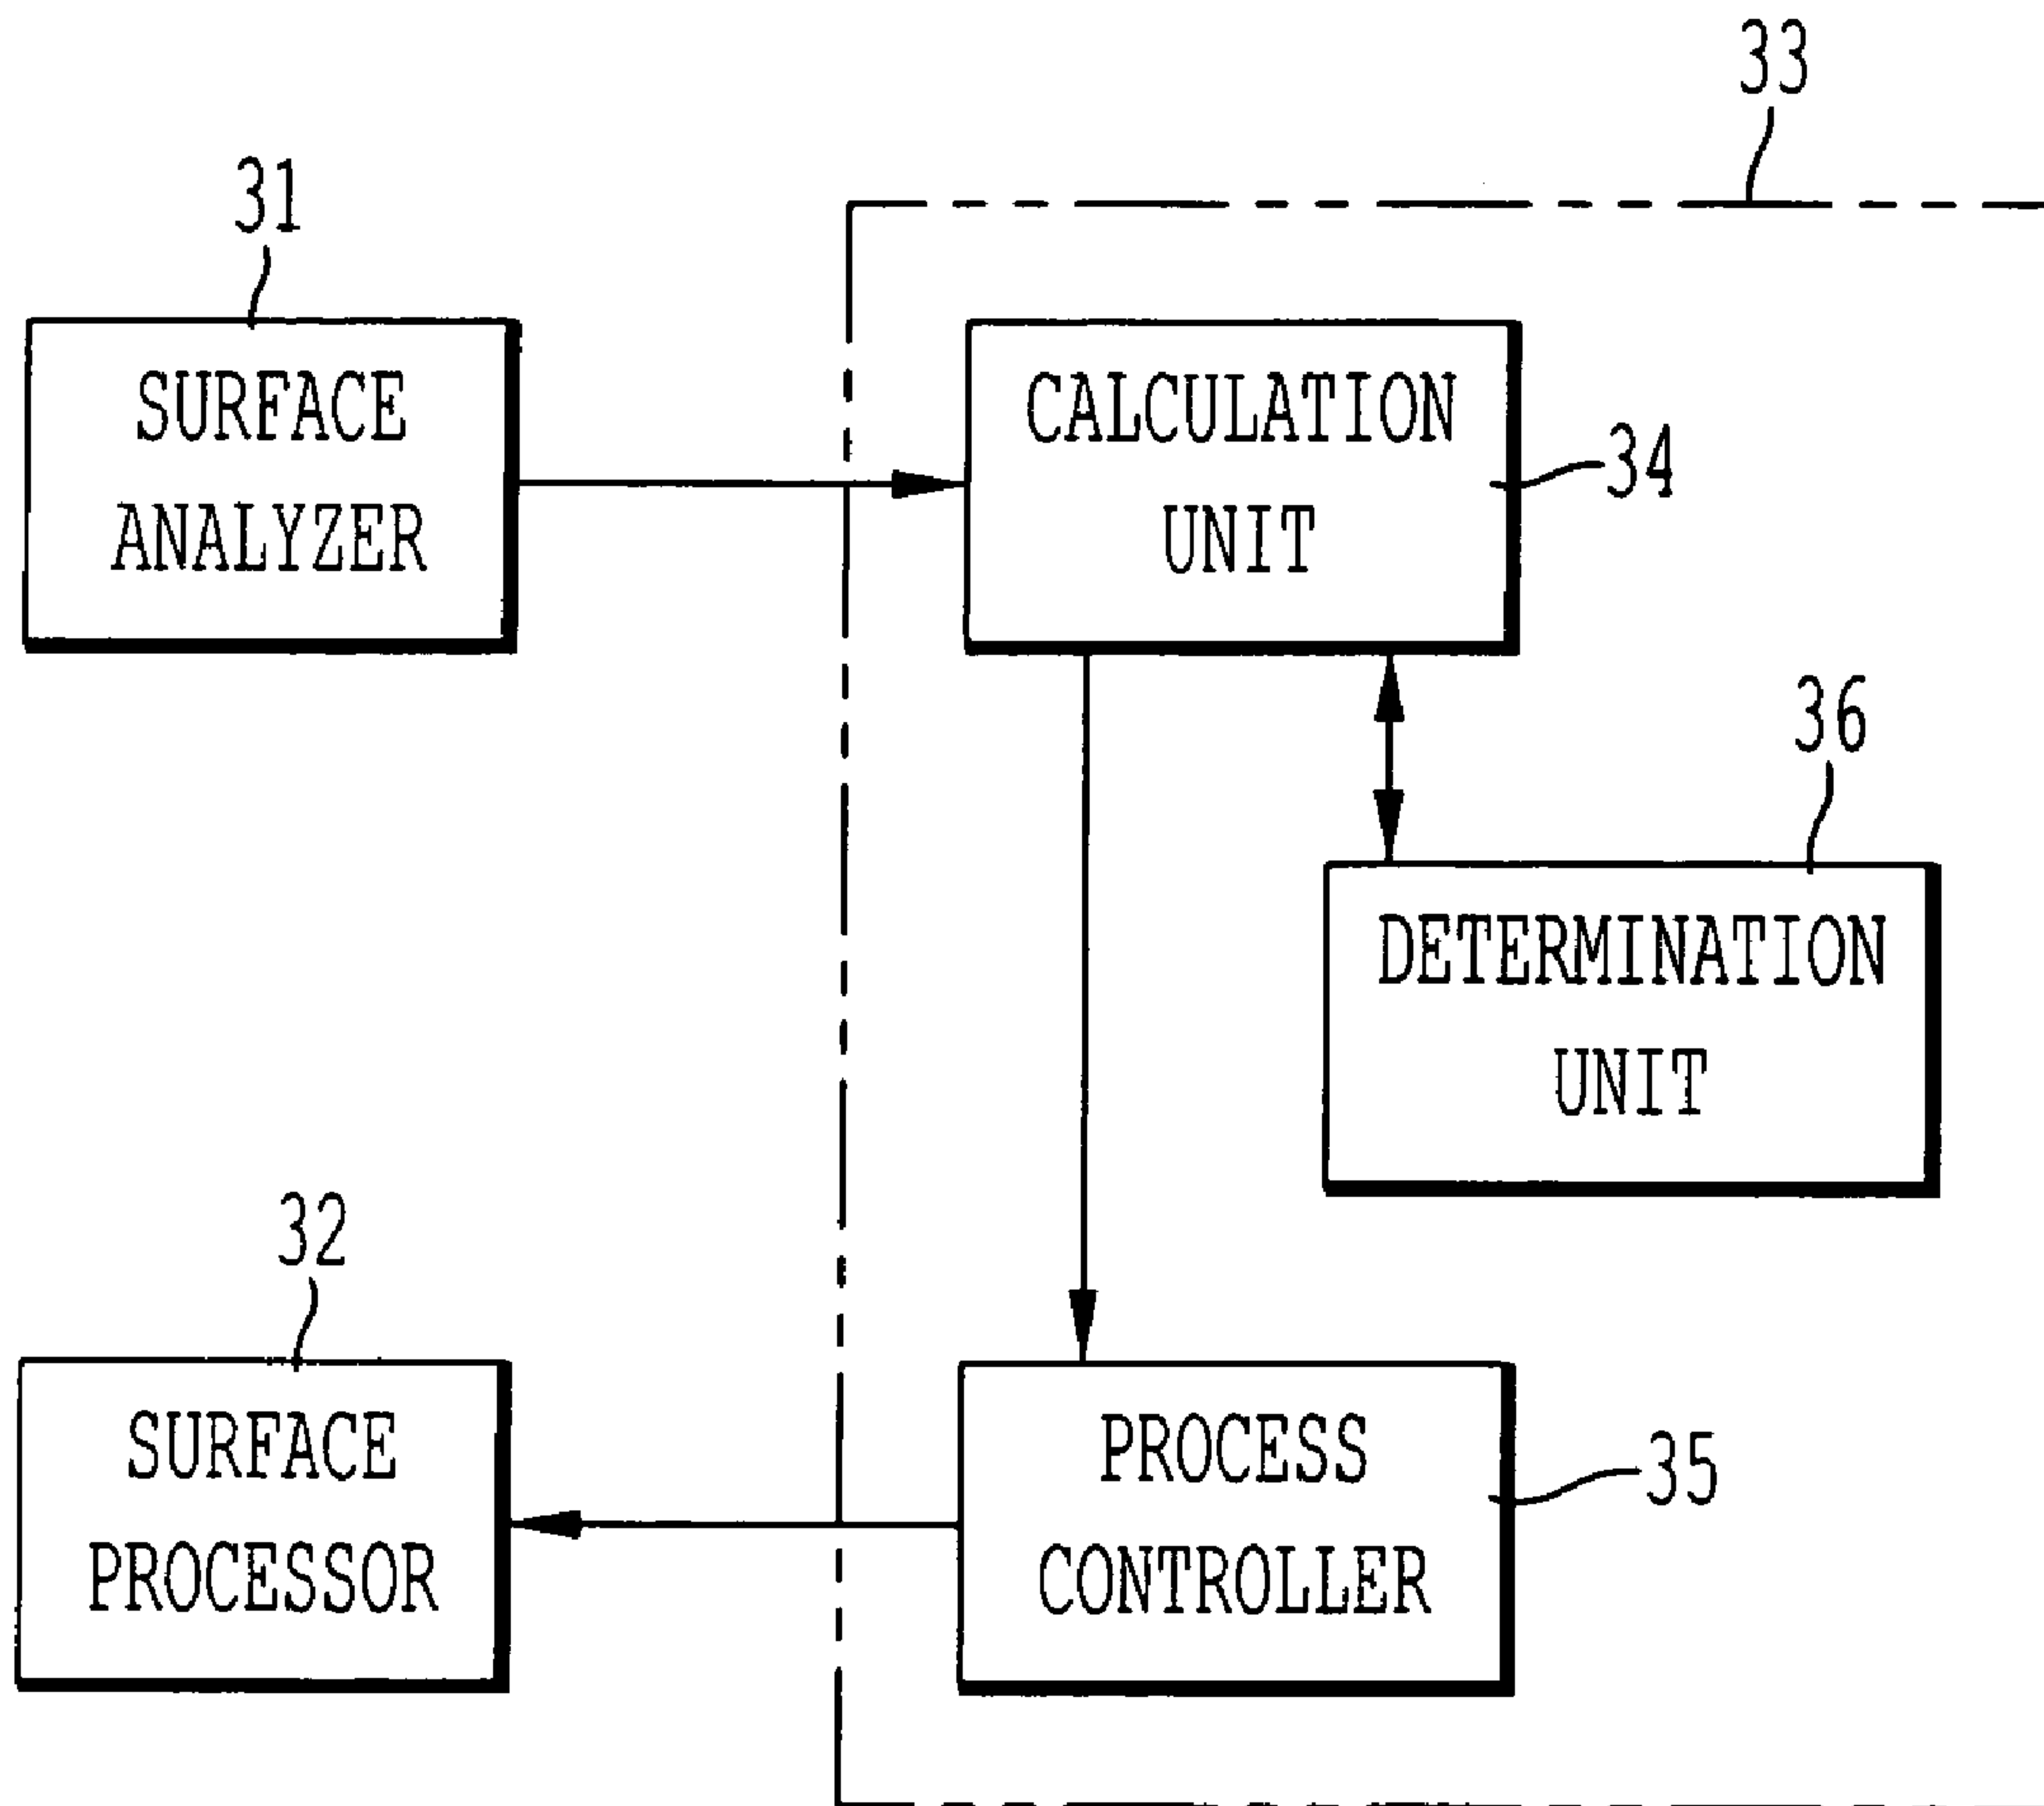 33
31
SURFACE
ANALYZER
CALCULATION
UNIT
34
36
DETERMINATION
UNIT
32
SURFACE
PROCESSOR
PROCESS
CONTROLLER
35